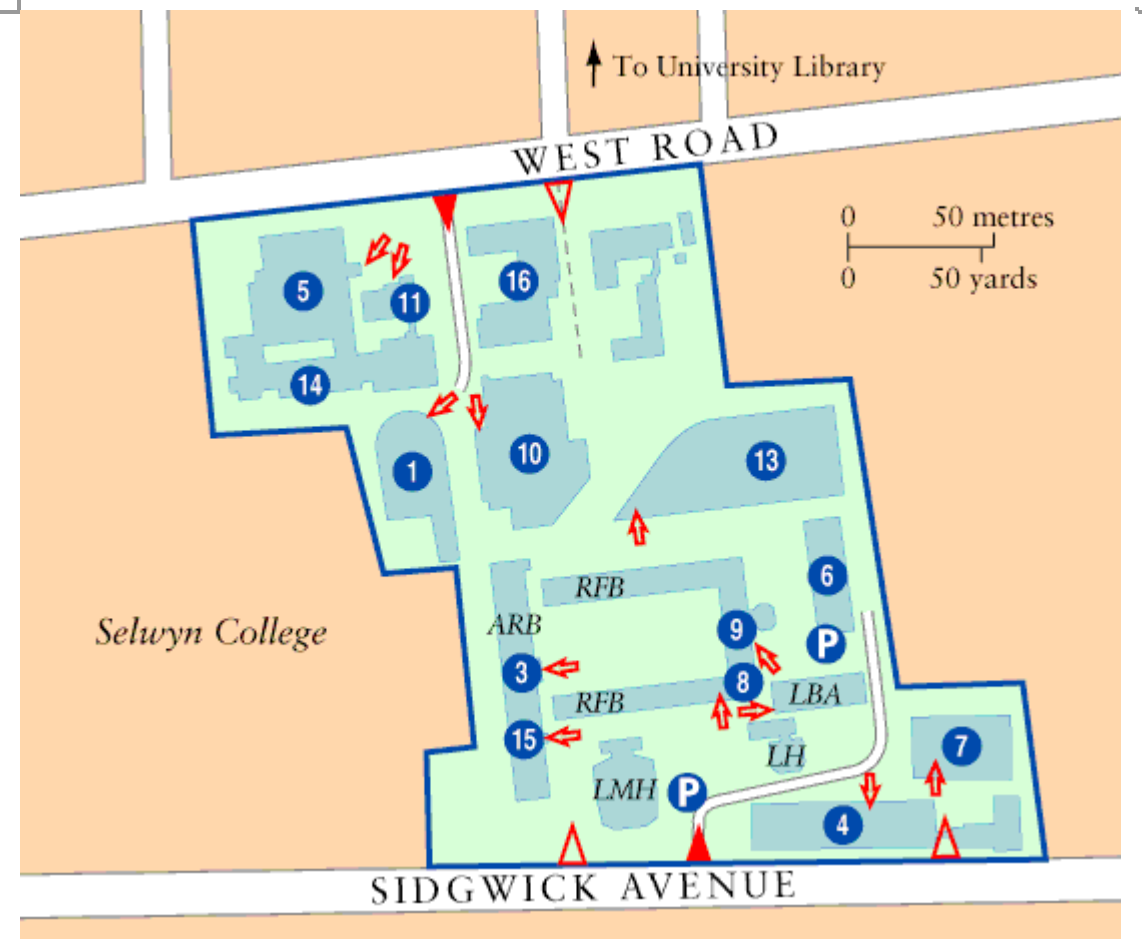 To University Library
WEST ROAD
0 50 metres
0 50 yards
5
11
16
14
1
10
13
6
RFB
ARB
9
Selwyn College
P
3
8
RFB
LBA
15
7
LH
LMH
P
4
SIDGWICK AVENUE